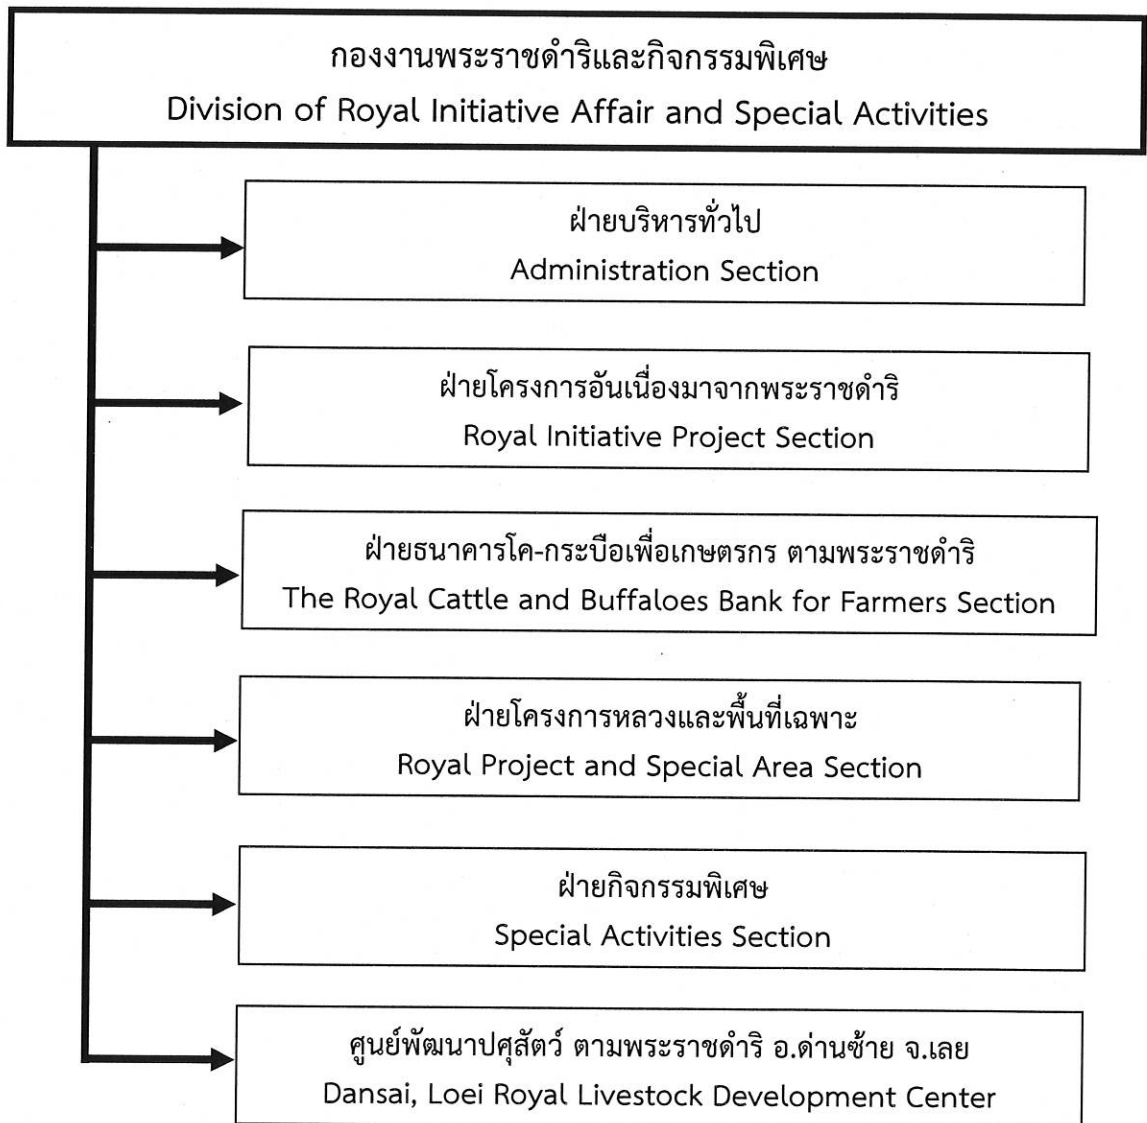 กองงานพระราชดำริและกิจกรรมพิเศษ
Division of Royal Initiative Affair and Special Activities
ฝ่ายบริหารทั่วไป
Administration Section
ฝ่ายโครงการอันเนื่องมาจากพระราชดำริ
Royal Initiative Project Section
ฝ่ายธนาคารโค-กระบือเพื่อเกษตรกร ตามพระราชดำริ
The Royal Cattle and Buffaloes Bank for Farmers Section
ฝ่ายโครงการหลวงและพื้นที่เฉพาะ
Royal Project and Special Area Section
ฝ่ายกิจกรรมพิเศษ
Special Activities Section
ศูนย์พัฒนาปศุสัตว์ ตามพระราชดำริ อ.ด่านซ้าย จ.เลย
Dansai, Loei Royal Livestock Development Center